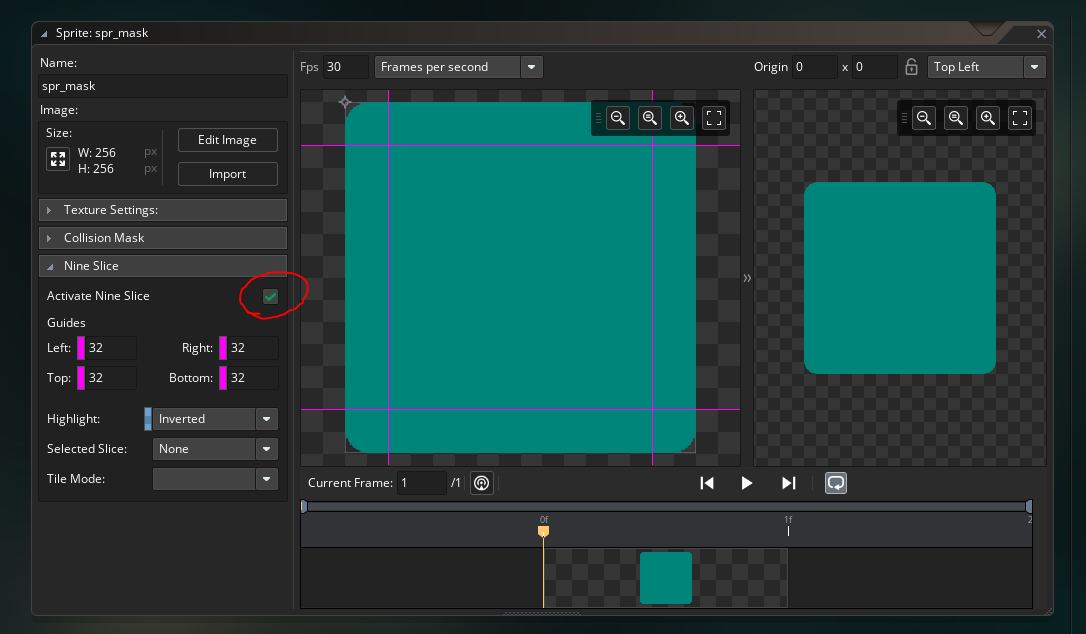 Sprite: spr_mask
Name:
spr_mask
Image:
Size:
W: 256 px
H: 256 px
Edit Image
Import
Texture Settings:
Collision Mask
Nine Slice
Activate Nine Slice
Guides
Left: 32 Right: 32
Top: 32 Bottom: 32
Highlight: Inverted
Selected Slice: None
Tile Mode:
Fps 30 Frames per second
Origin 0 x 0 Top Left
Current Frame: 1 /1
0f 1f 2